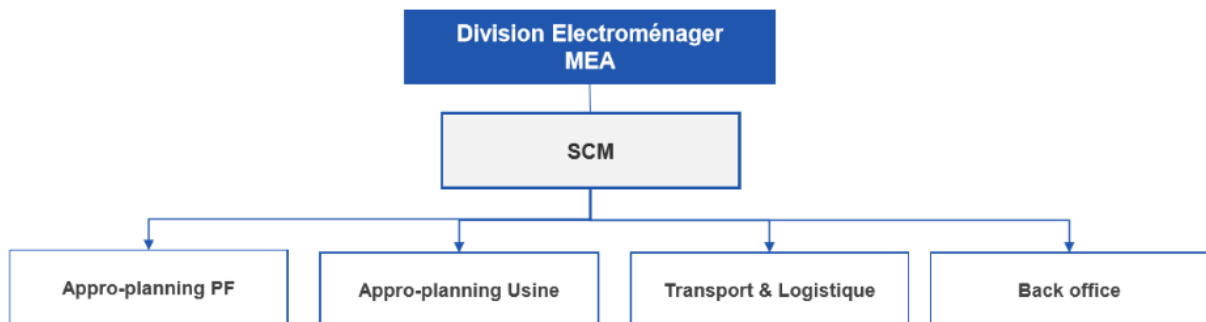 Division Electroménager
MEA
SCM
Appro-planning PF
Appro-planning Usine
Transport & Logistique
Back office